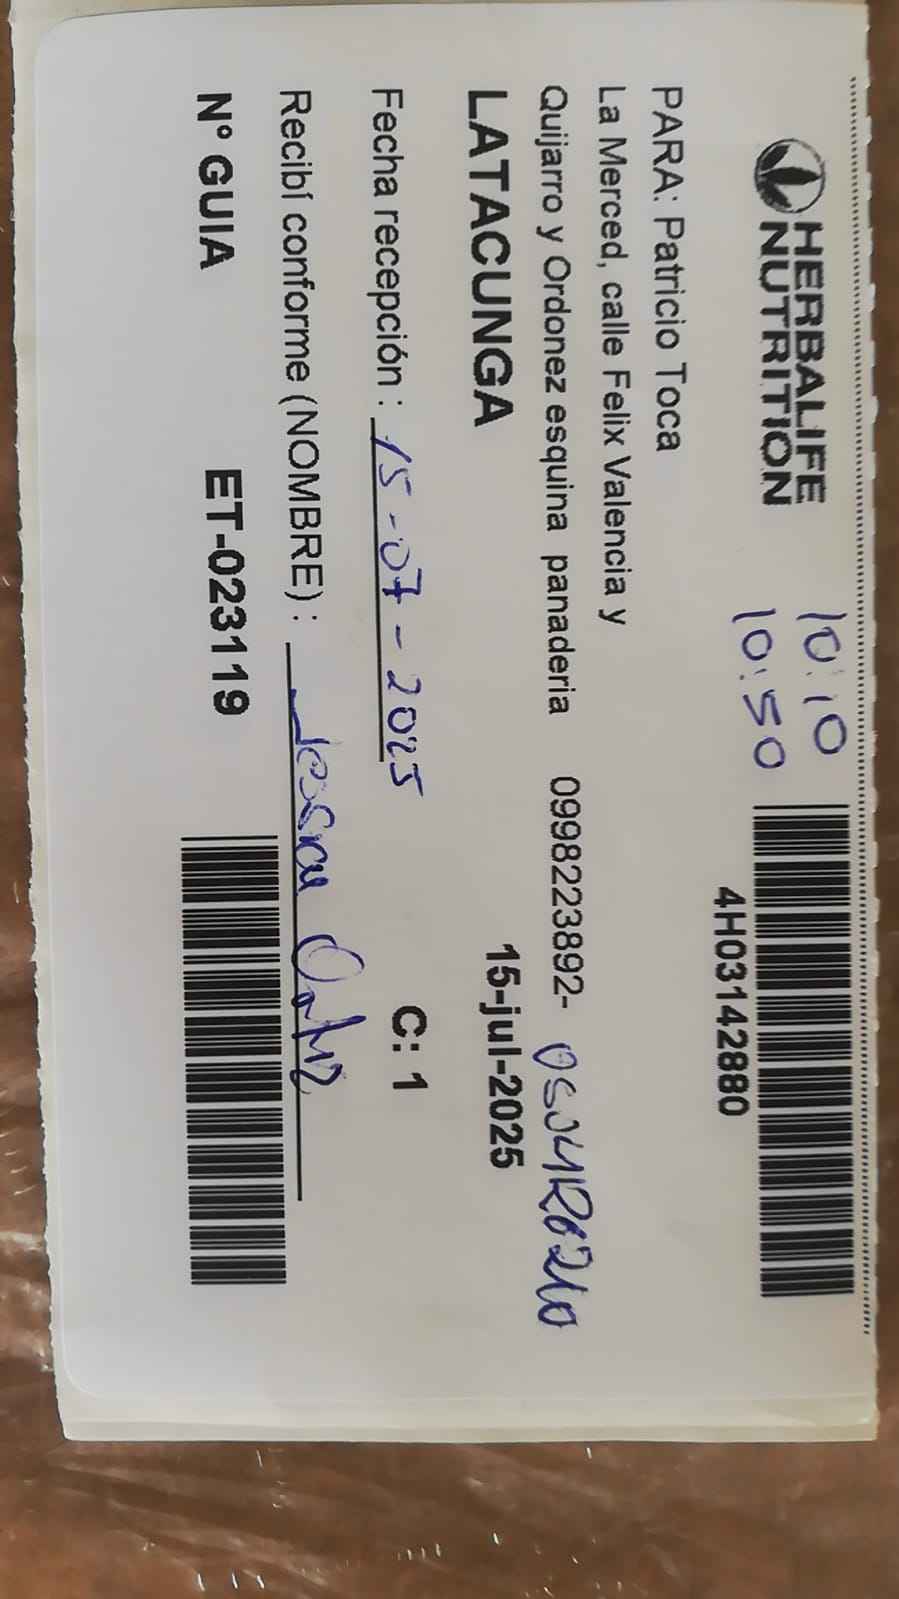 HERBALIFE
NUTRITION
10:10
10:50
4H03142880
PARA: Patricio Toca
La Merced, calle Felix Valencia y
Quijarro y Ordonez esquina panaderia 0998223892-
LATACUNGA 15-jul-2025
Fecha recepción : 15-07-2025 C: 1
Recibí conforme (NOMBRE) :
N° GUIA ET-023119